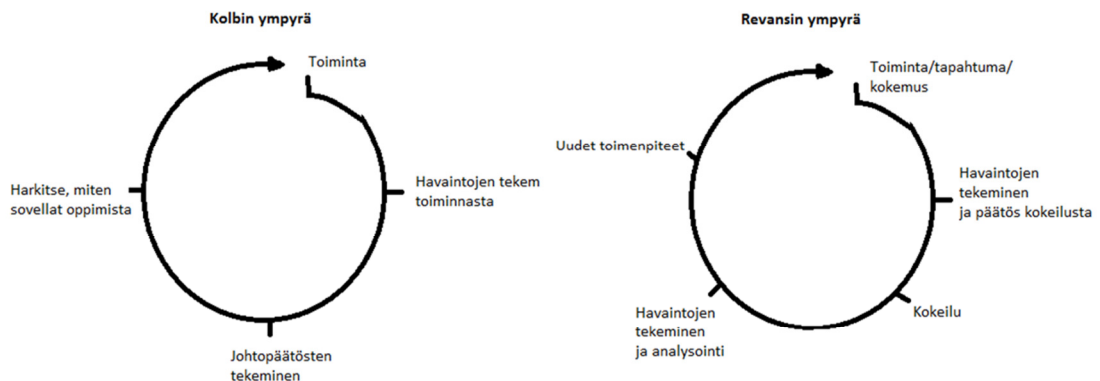 Kolbin ympyrä
Toiminta
Havaintojen tekem
toiminnasta
Johtopäätösten
tekeminen
Harkitse, miten
sovellat oppimista
Revansin ympyrä
Toiminta/tapahtuma/
kokemus
Havaintojen
tekeminen
ja päätös kokeilusta
Kokeilu
Havaintojen
tekeminen
ja analysointi
Uudet toimenpiteet